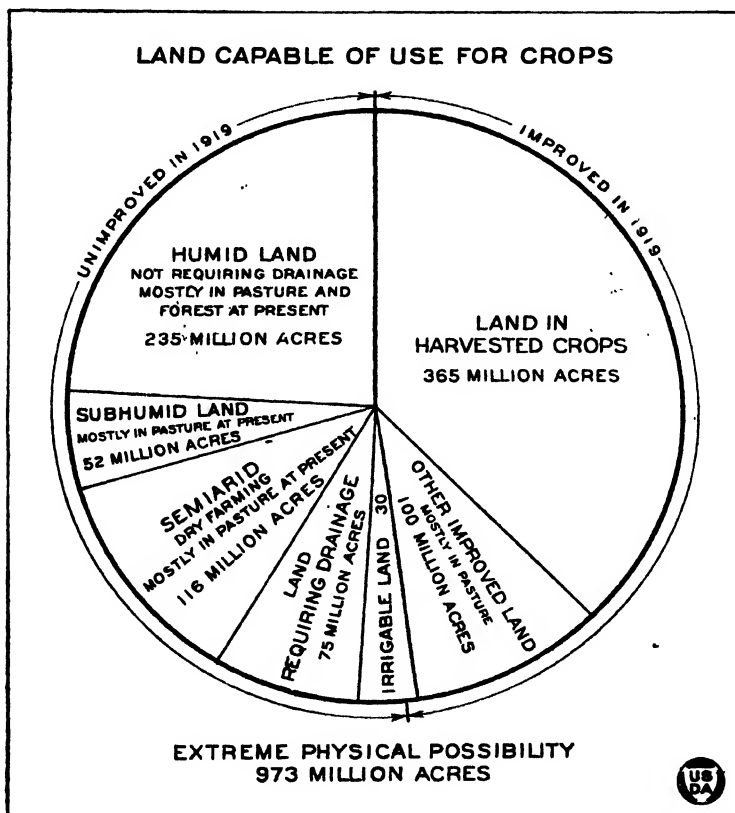 LAND CAPABLE OF USE FOR CROPS
UNIMPROVED IN 1919
IMPROVED IN 1919
HUMID LAND
NOT REQUIRING DRAINAGE
MOSTLY IN PASTURE AND
FOREST AT PRESENT
235 MILLION ACRES
LAND IN
HARVESTED CROPS
365 MILLION ACRES
SUBHUMID LAND
MOSTLY IN PASTURE AT PRESENT
52 MILLION ACRES
SEMIARID
DRY FARMING
MOSTLY IN PASTURE AT PRESENT
116 MILLION ACRES
LAND
REQUIRING DRAINAGE
75 MILLION ACRES
IRRIGABLE LAND 30
OTHER IMPROVED LAND
MOSTLY IN PASTURE
100 MILLION ACRES
EXTREME PHYSICAL POSSIBILITY
973 MILLION ACRES
US
DA